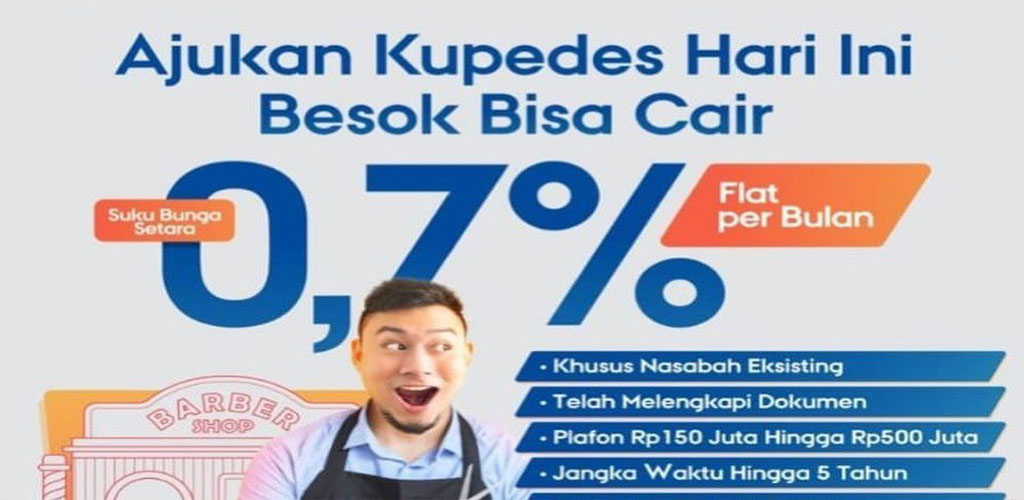 Ajukan Kupedes Hari Ini
Besok Bisa Cair
Suku Bunga
Setara
0,7%
Flat
per Bulan
• Khusus Nasabah Eksisting
• Telah Melengkapi Dokumen
• Plafon Rp150 Juta Hingga Rp500 Juta
• Jangka Waktu Hingga 5 Tahun
BARBER
SHOP